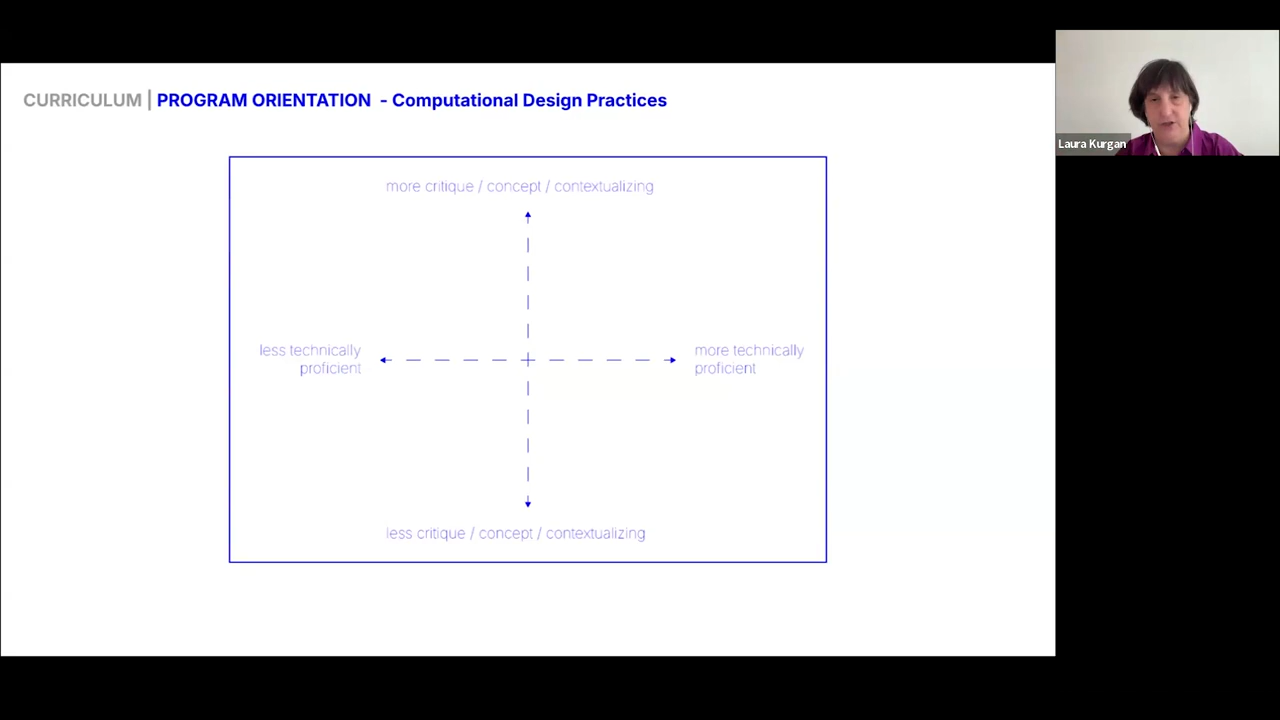 CURRICULUM | PROGRAM ORIENTATION - Computational Design Practices
Laura Kurgan
more critique / concept / contextualizing
less technically
proficient
more technically
proficient
less critique / concept / contextualizing